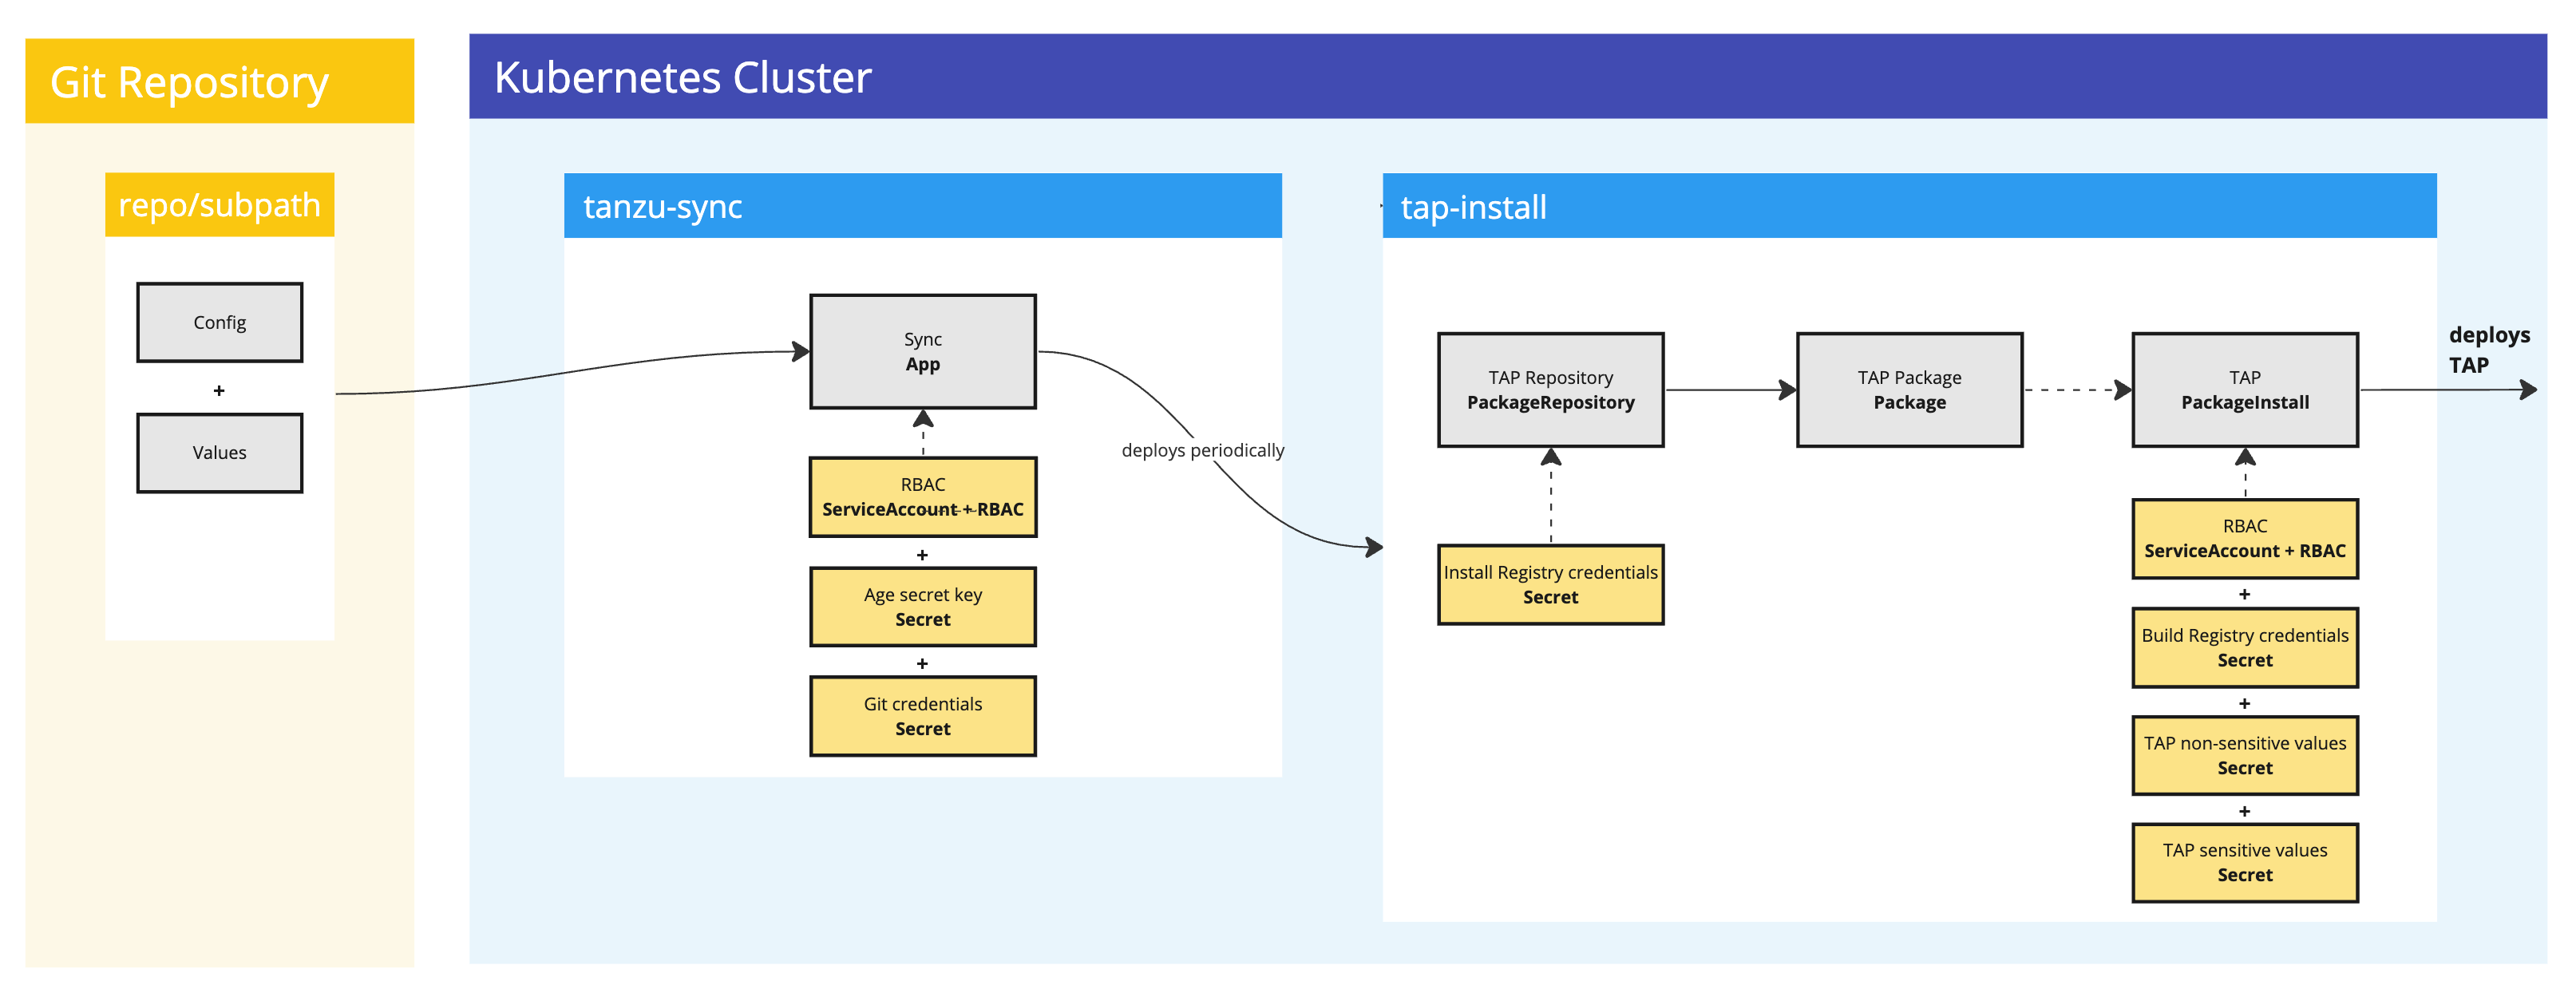 Git Repository
repo/subpath
Config
+
Values
Kubernetes Cluster
tanzu-sync
Sync
App
RBAC
ServiceAccount + RBAC
+
Age secret key
Secret
+
Git credentials
Secret
deploys periodically
tap-install
TAP Repository
PackageRepository
Install Registry credentials
Secret
TAP Package
Package
TAP
PackageInstall
RBAC
ServiceAccount + RBAC
+
Build Registry credentials
Secret
+
TAP non-sensitive values
Secret
+
TAP sensitive values
Secret
deploys
TAP